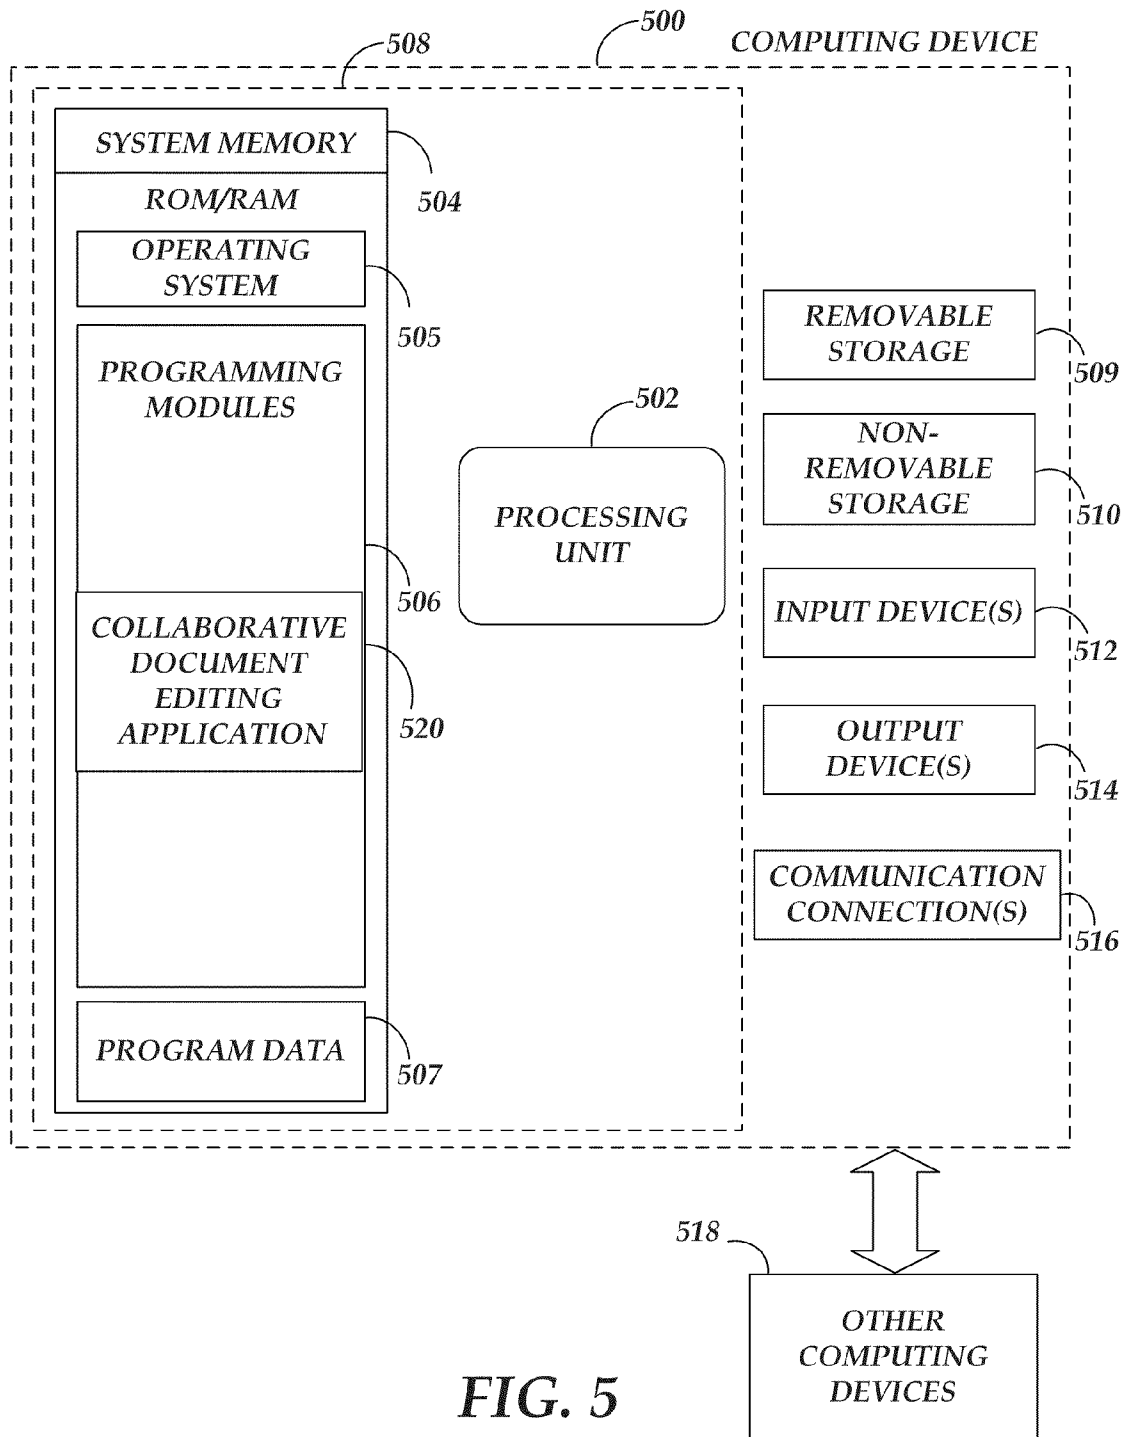 500
COMPUTING DEVICE
508
SYSTEM MEMORY
504
ROM/RAM
OPERATING
SYSTEM
505
PROGRAMMING
MODULES
506
COLLABORATIVE
DOCUMENT
EDITING
APPLICATION
520
PROGRAM DATA
507
502
PROCESSING
UNIT
REMOVABLE
STORAGE
509
NON-
REMOVABLE
STORAGE
510
INPUT DEVICE(S)
512
OUTPUT
DEVICE(S)
514
COMMUNICATION
CONNECTION(S)
516
518
OTHER
COMPUTING
DEVICES
FIG. 5